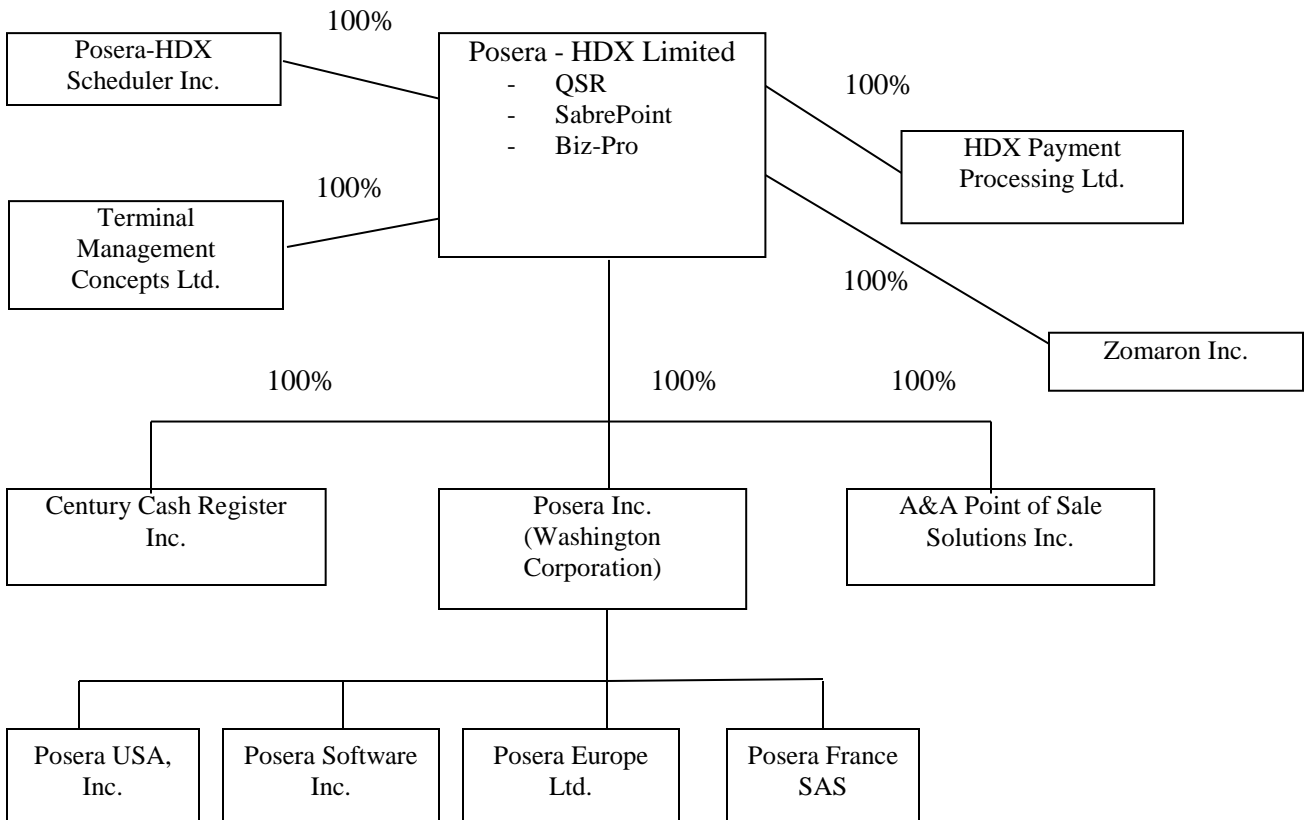 100%
Posera-HDX
Scheduler Inc.
Posera - HDX Limited
- QSR
- SabrePoint
- Biz-Pro
100%
HDX Payment
Processing Ltd.
100%
Terminal
Management
Concepts Ltd.
100%
Zomaron Inc.
100%
100%
100%
Century Cash Register
Inc.
Posera Inc.
(Washington
Corporation)
A&A Point of Sale
Solutions Inc.
Posera USA,
Inc.
Posera Software
Inc.
Posera Europe
Ltd.
Posera France
SAS